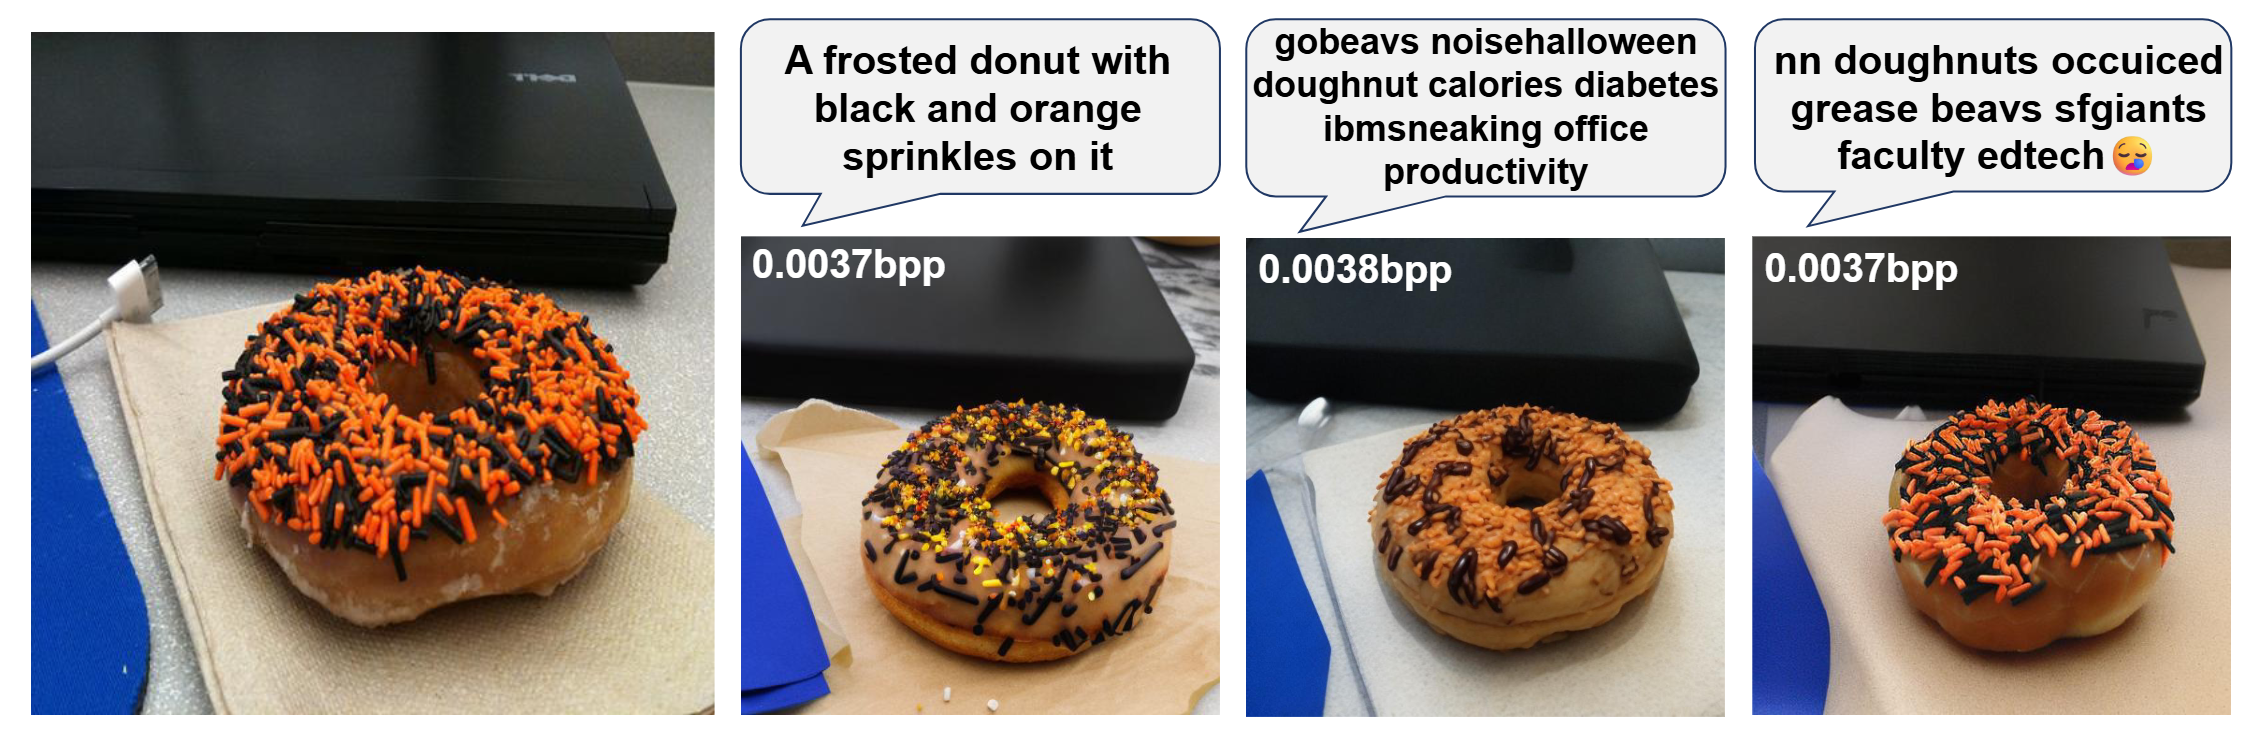 DELL
A frosted donut with
black and orange
sprinkles on it
0.0037bpp
gobeavs noisehalloween
doughnut calories diabetes
ibmsneaking office
productivity
0.0038bpp
nn doughnuts occuiced
grease beavs sfgiants
faculty edtech😪
0.0037bpp